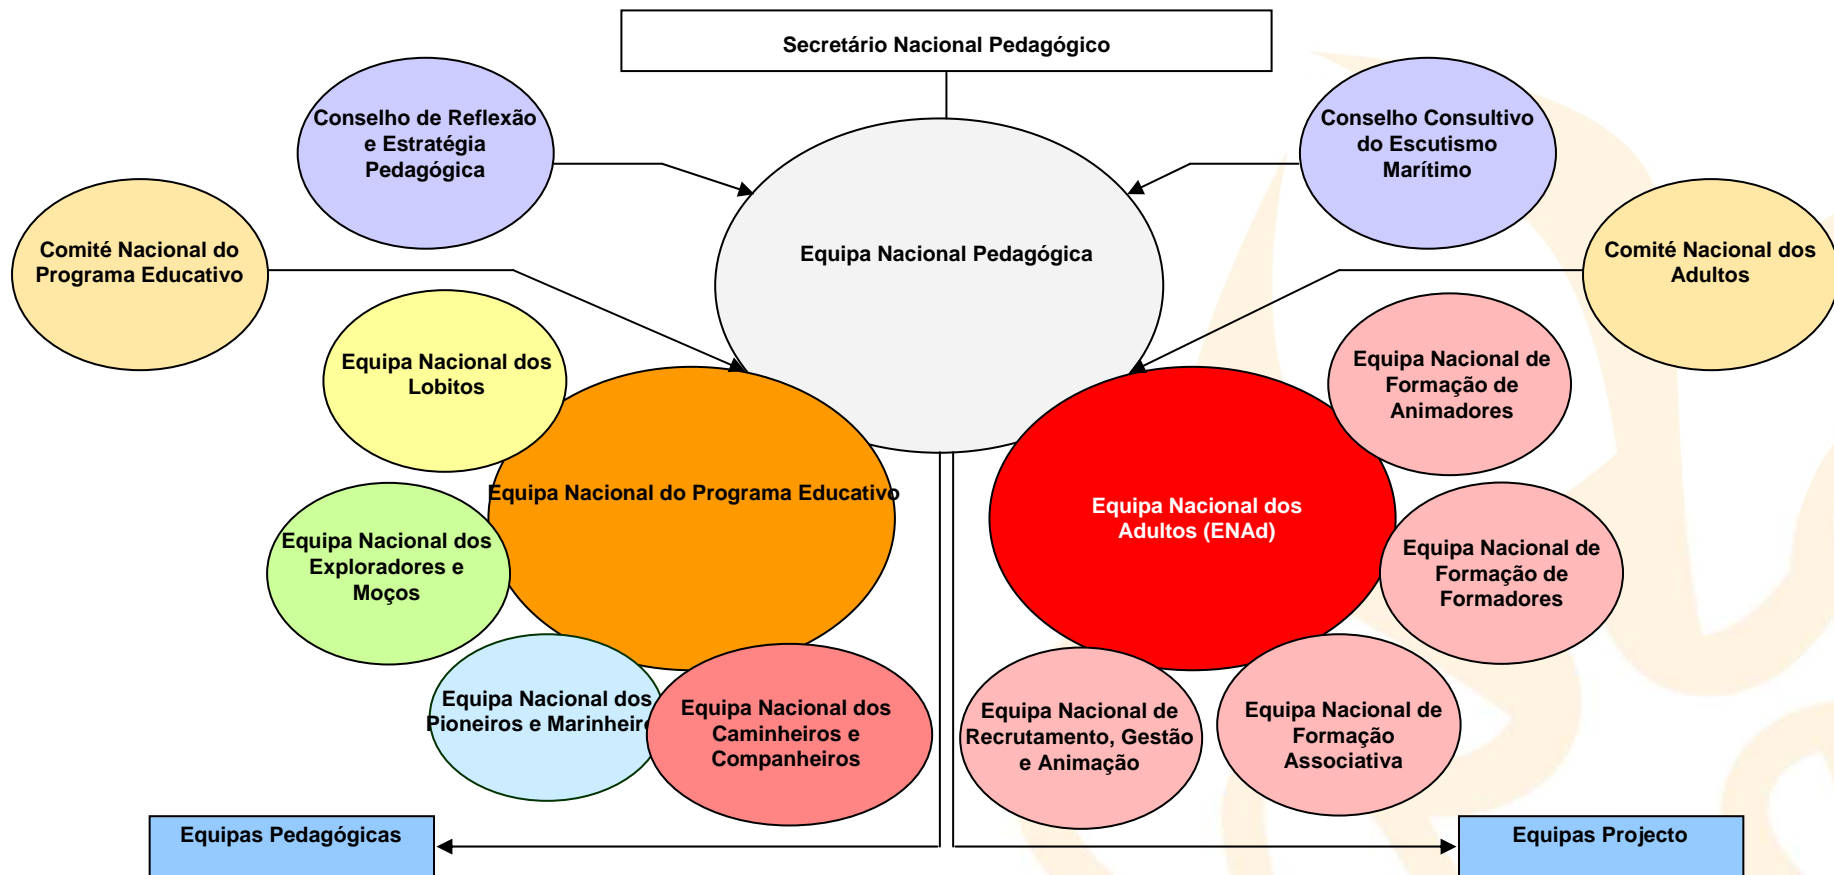 Secretário Nacional Pedagógico
Conselho de Reflexão
e Estratégia
Pedagógica
Conselho Consultivo
do Escutismo
Marítimo
Comité Nacional do
Programa Educativo
Equipa Nacional Pedagógica
Comité Nacional dos
Adultos
Equipa Nacional dos
Lobitos
Equipa Nacional de
Formação de
Animadores
Equipa Nacional do Programa Educativo
Equipa Nacional dos
Adultos (ENAd)
Equipa Nacional dos
Exploradores e
Moços
Equipa Nacional de
Formação de
Formadores
Equipa Nacional dos
Pioneiros e Marinheiro
Equipa Nacional dos
Caminheiros e
Companheiros
Equipa Nacional de
Recrutamento, Gestão
e Animação
Equipa Nacional de
Formação
Associativa
Equipas Pedagógicas
Equipas Projecto